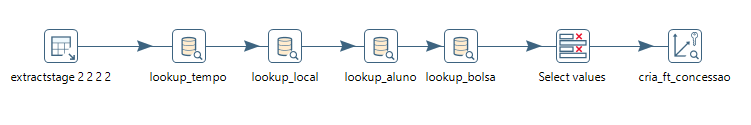 extractstage 2 2 2 2
lookup_tempo
lookup_local
lookup_aluno
lookup_bolsa
Select values
cria_ft_concessao